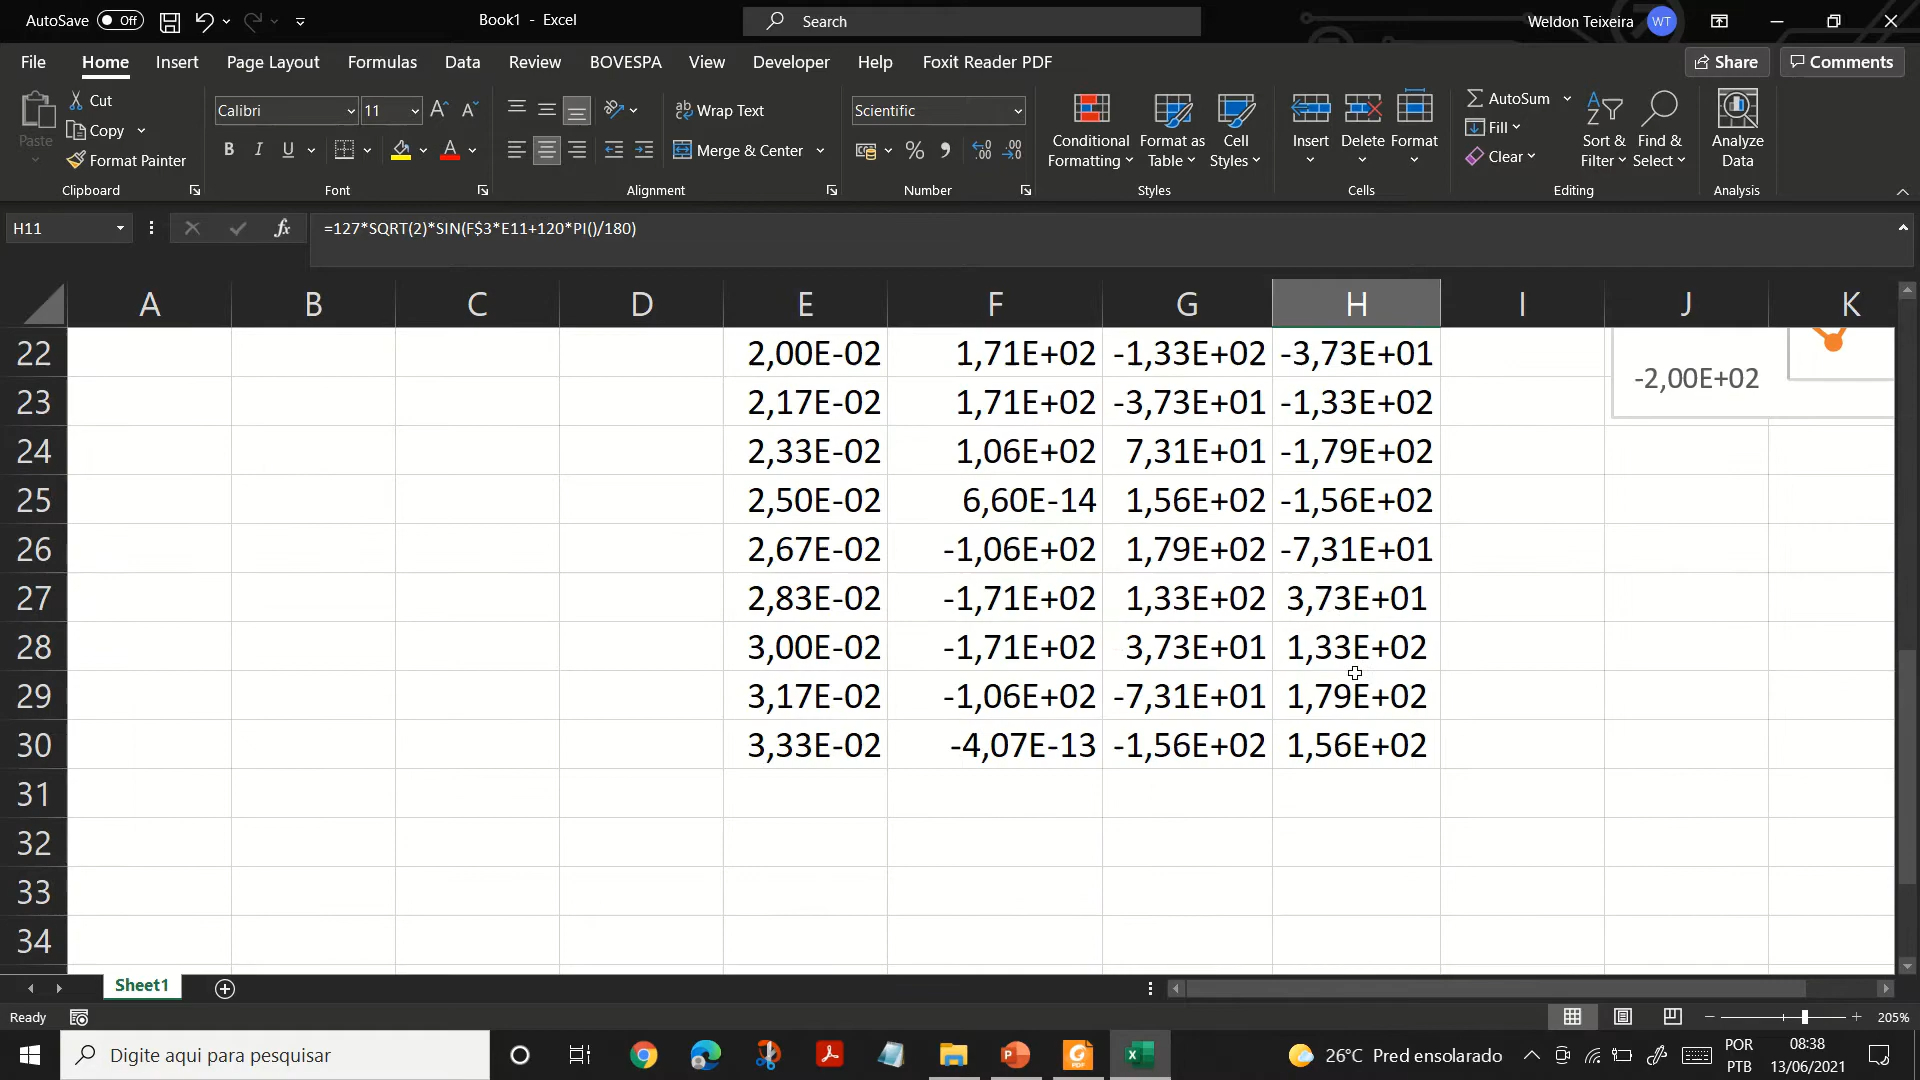 AutoSave Off Book1 - Excel Search Weldon Teixeira WT
File Home Insert Page Layout Formulas Data Review BOVESPA View Developer Help Foxit Reader PDF Share Comments
Paste Cut Copy Format Painter Clipboard
Calibri 11 B I U Font
Wrap Text Merge & Center Alignment
Scientific % , Number
Conditional Formatting Format as Table Cell Styles Styles
Insert Delete Format Cells
AutoSum Fill Clear Sort & Filter Find & Select Editing
Analyze Data Analysis
H11 fx =127*SQRT(2)*SIN(F$3*E11+120*PI()/180)
A B C D E F G H I J K
22 2,00E-02 1,71E+02 -1,33E+02 -3,73E+01 -2,00E+02
23 2,17E-02 1,71E+02 -3,73E+01 -1,33E+02
24 2,33E-02 1,06E+02 7,31E+01 -1,79E+02
25 2,50E-02 6,60E-14 1,56E+02 -1,56E+02
26 2,67E-02 -1,06E+02 1,79E+02 -7,31E+01
27 2,83E-02 -1,71E+02 1,33E+02 3,73E+01
28 3,00E-02 -1,71E+02 3,73E+01 1,33E+02
29 3,17E-02 -1,06E+02 -7,31E+01 1,79E+02
30 3,33E-02 -4,07E-13 -1,56E+02 1,56E+02
31
32
33
34
Sheet1
Ready 205%
Digite aqui para pesquisar 26°C Pred ensolarado POR PTB 08:38 13/06/2021